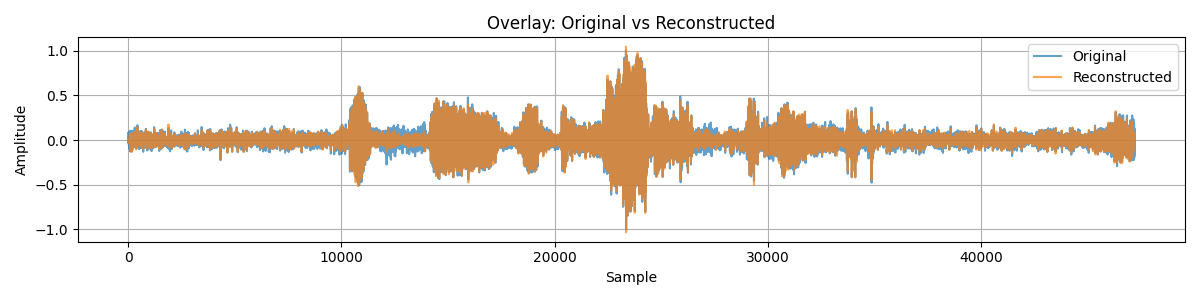 Overlay: Original vs Reconstructed
Original
Reconstructed
Amplitude
1.0
0.5
0.0
−0.5
−1.0
0 10000 20000 30000 40000
Sample